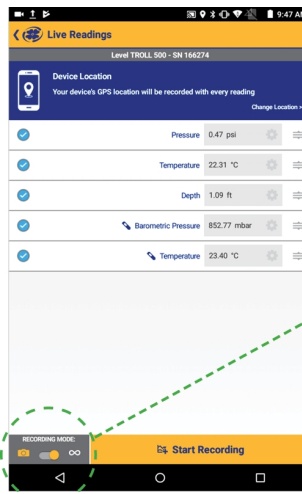 9:47 AM
Live Readings
Level TROLL 500 - SN 166274
Device Location
Your device's GPS location will be recorded with every reading
Change Location >
Pressure 0.47 psi
Temperature 22.31 °C
Depth 1.09 ft
Barometric Pressure 852.77 mbar
Temperature 23.40 °C
RECORDING MODE:
Start Recording